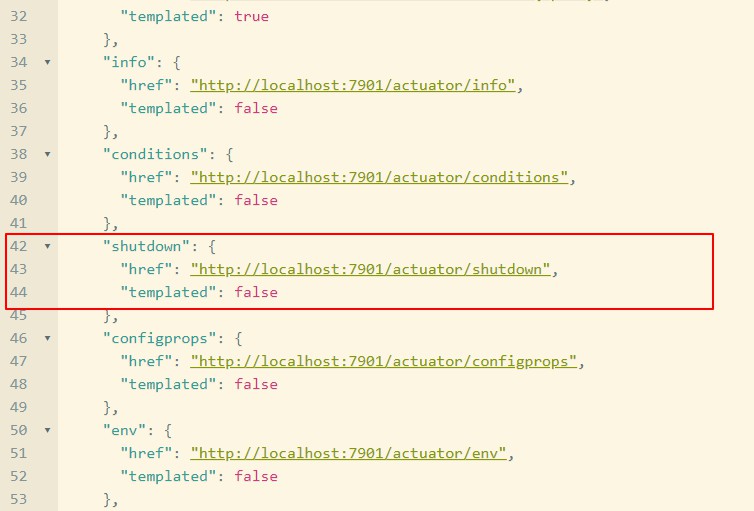 32 "templated": true
33 },
34 ▼ "info": {
35 "href": "http://localhost:7901/actuator/info",
36 "templated": false
37 },
38 ▼ "conditions": {
39 "href": "http://localhost:7901/actuator/conditions",
40 "templated": false
41 },
42 ▼ "shutdown": {
43 "href": "http://localhost:7901/actuator/shutdown",
44 "templated": false
45 },
46 ▼ "configprops": {
47 "href": "http://localhost:7901/actuator/configprops",
48 "templated": false
49 },
50 ▼ "env": {
51 "href": "http://localhost:7901/actuator/env",
52 "templated": false
53 },